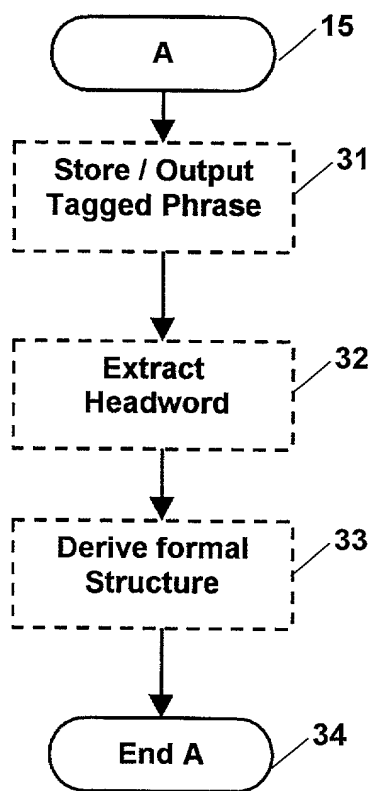 15
A
31
Store / Output
Tagged Phrase
32
Extract
Headword
33
Derive formal
Structure
34
End A